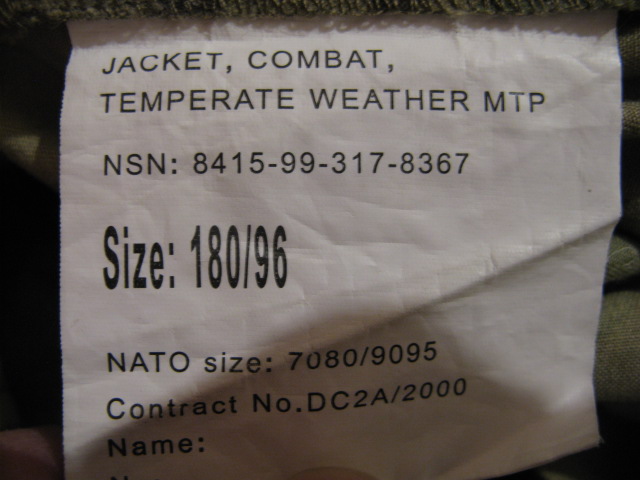 JACKET, COMBAT,
TEMPERATE WEATHER MTP
NSN: 8415-99-317-8367
Size: 180/96
NATO size: 7080/9095
Contract No.DC2A/2000
Name: